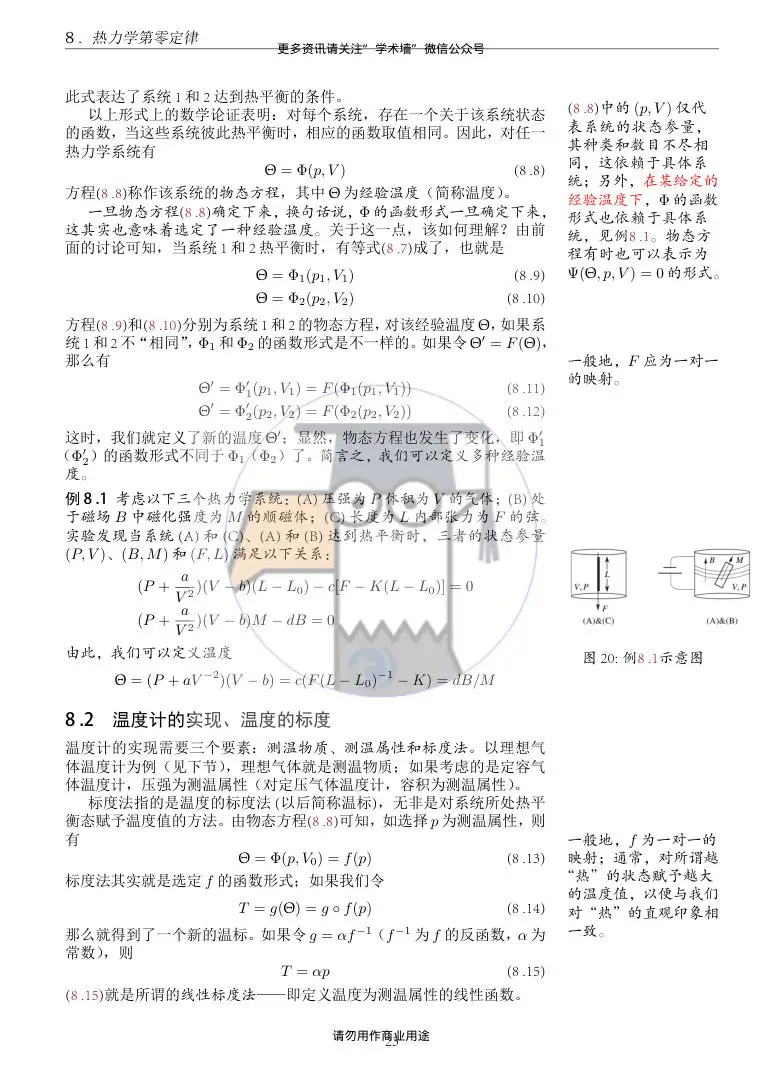 8 . 热力学第零定律
更多资讯请关注”学术墙”微信公众号
此式表达了系统 1 和 2 达到热平衡的条件。
以上形式上的数学论证表明：对每个系统，存在一个关于该系统状态
的函数，当这些系统彼此热平衡时，相应的函数取值相同。因此，对任一
热力学系统有
Θ = Φ(p, V) (8 .8)
方程(8 .8)称作该系统的物态方程，其中 Θ 为经验温度（简称温度）。
一旦物态方程(8 .8)确定下来，换句话说，Φ 的函数形式一旦确定下来，
这其实也意味着选定了一种经验温度。关于这一点，该如何理解？由前
面的讨论可知，当系统 1 和 2 热平衡时，有等式(8 .7)成了，也就是
Θ = Φ₁(p₁, V₁) (8 .9)
Θ = Φ₂(p₂, V₂) (8 .10)
方程(8 .9)和(8 .10)分别为系统 1 和 2 的物态方程，对该经验温度 Θ，如果系
统 1 和 2 不“相同”，Φ₁ 和 Φ₂ 的函数形式是不一样的。如果令 Θ′ = F(Θ)，
那么有
Θ′ = Φ′₁(p₁, V₁) = F(Φ₁(p₁, V₁)) (8 .11)
Θ′ = Φ′₂(p₂, V₂) = F(Φ₂(p₂, V₂)) (8 .12)
这时，我们就定义了新的温度 Θ′；显然，物态方程也发生了变化，即 Φ′₁
（Φ′₂）的函数形式不同于 Φ₁（Φ₂）了。简言之，我们可以定义多种经验温
度。
例 8 .1 考虑以下三个热力学系统：(A) 压强为 P 体积为 V 的气体；(B) 处
于磁场 B 中磁化强度为 M 的顺磁体；(C) 长度为 L 内部张力为 F 的弦。
实验发现当系统 (A) 和 (C)、(A) 和 (B) 达到热平衡时，三者的状态参量
(P, V)、(B, M) 和 (F, L) 满足以下关系：
(P + a/V²)(V − b)(L − L₀) − c[F − K(L − L₀)] = 0
(P + a/V²)(V − b)M − dB = 0
由此，我们可以定义温度
Θ = (P + aV⁻²)(V − b) = c(F(L − L₀)⁻¹ − K) = dB/M
8 .2 温度计的实现、温度的标度
温度计的实现需要三个要素：测温物质、测温属性和标度法。以理想气
体温度计为例（见下节），理想气体就是测温物质；如果考虑的是定容气
体温度计，压强为测温属性（对定压气体温度计，容积为测温属性）。
标度法指的是温度的标度法 (以后简称温标)，无非是对系统所处热平
衡态赋予温度值的方法。由物态方程(8 .8)可知，如选择 p 为测温属性，则
有
Θ = Φ(p, V₀) = f(p) (8 .13)
标度法其实就是选定 f 的函数形式；如果我们令
T = g(Θ) = g ∘ f(p) (8 .14)
那么就得到了一个新的温标。如果令 g = αf⁻¹（f⁻¹ 为 f 的反函数，α 为
常数），则
T = αp (8 .15)
(8 .15)就是所谓的线性标度法——即定义温度为测温属性的线性函数。
(8 .8)中的 (p, V) 仅代
表系统的状态参量，
其种类和数目不尽相
同，这依赖于具体系
统；另外，在某给定的
经验温度下，Φ 的函数
形式也依赖于具体系
统，见例8 .1。物态方
程有时也可以表示为
Ψ(Θ, p, V) = 0 的形式。
一般地，F 应为一对一
的映射。
L
V, P
F
(A)&(C)
B
M
V, P
(A)&(B)
图 20: 例8 .1示意图
一般地，f 为一对一的
映射；通常，对所谓越
“热”的状态赋予越大
的温度值，以便与我们
对“热”的直观印象相
一致。
请勿用作商业用途